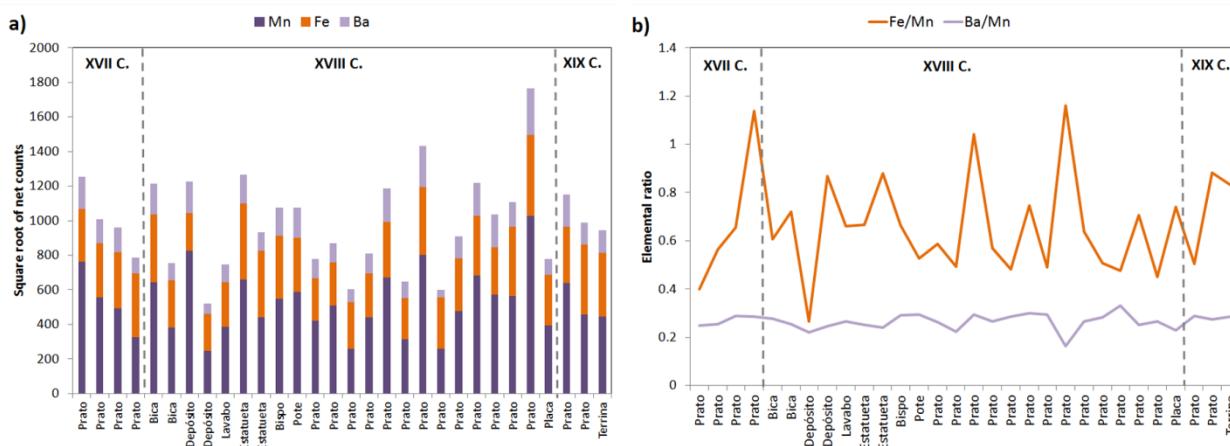 a)
Mn Fe Ba
Square root of net counts
2000
1800
1600
1400
1200
1000
800
600
400
200
0
XVII C.
XVIII C.
XIX C.
Prato
Prato
Prato
Prato
Bica
Bica
Depósito
Depósito
Lavabo
Estatueta
Estatueta
Bispo
Pote
Prato
Prato
Prato
Prato
Prato
Prato
Prato
Prato
Prato
Prato
Prato
Prato
Prato
Placa
Prato
Prato
Terrina
b)
Fe/Mn Ba/Mn
Elemental ratio
1.4
1.2
1
0.8
0.6
0.4
0.2
0
XVII C.
XVIII C.
XIX C.
Prato
Prato
Prato
Prato
Bica
Bica
Depósito
Depósito
Lavabo
Estatueta
Estatueta
Bispo
Pote
Prato
Prato
Prato
Prato
Prato
Prato
Prato
Prato
Prato
Prato
Prato
Prato
Prato
Placa
Prato
Prato